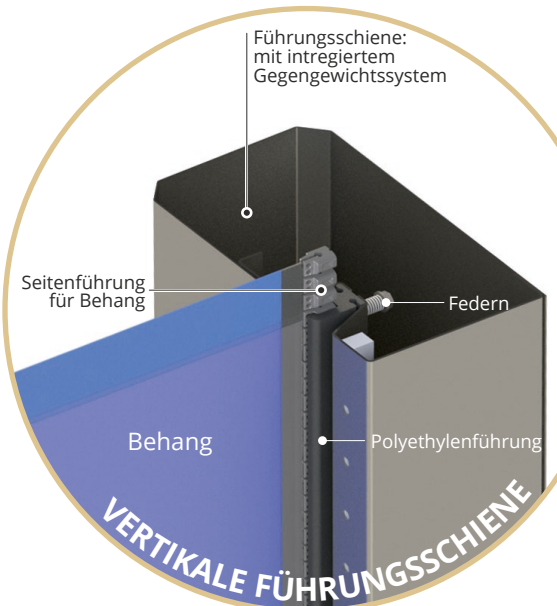 Führungsschiene:
mit intregiertem
Gegengewichtssystem
Seitenführung
für Behang
Federn
Behang
Polyethylenführung
VERTIKALE FÜHRUNGSSCHIENE